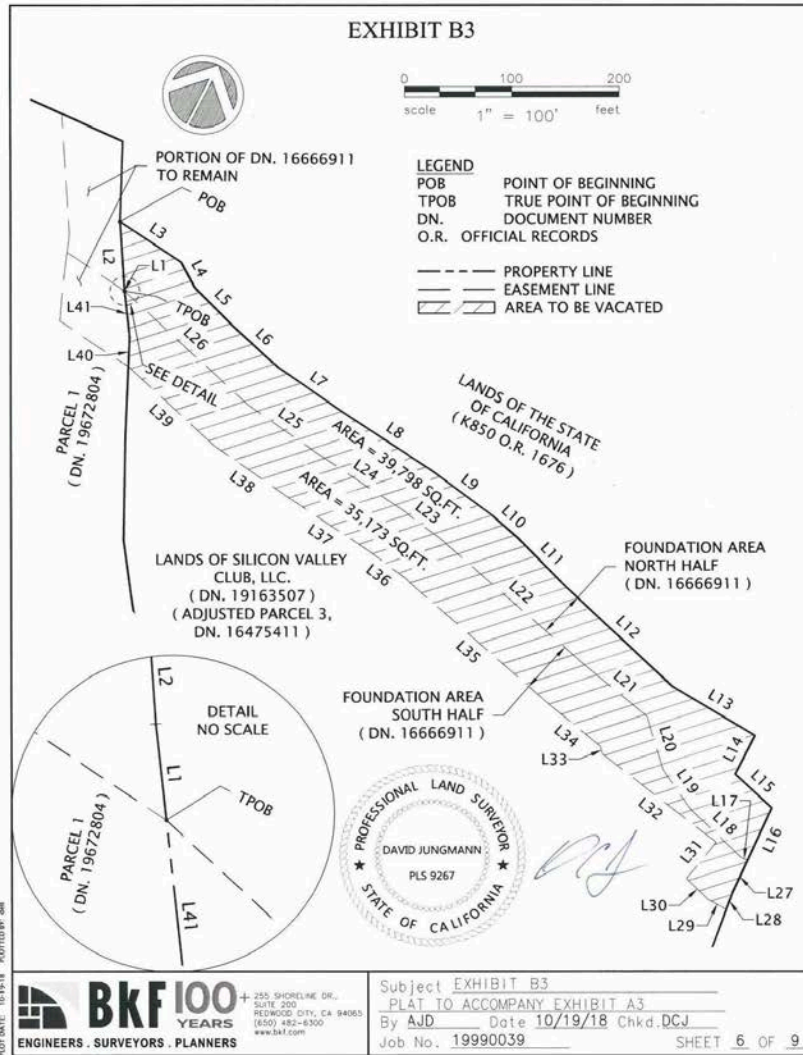 EXHIBIT B3
0 100 200
scale 1" = 100' feet
PORTION OF DN. 16666911
TO REMAIN
POB
LEGEND
POB POINT OF BEGINNING
TPOB TRUE POINT OF BEGINNING
DN. DOCUMENT NUMBER
O.R. OFFICIAL RECORDS
PROPERTY LINE
EASEMENT LINE
AREA TO BE VACATED
L3
L2
L1
L4
L41
TPOB
L5
L26
L6
L40
SEE DETAIL
L7
PARCEL 1
( DN. 19672804 )
L39
L25
L8
LANDS OF THE STATE
OF CALIFORNIA
( K850 O.R. 1676 )
AREA = 39,798 SQ.FT.
L24
L38
AREA = 35,173 SQ.FT.
L23
L9
L10
L37
L11
L36
L22
LANDS OF SILICON VALLEY
CLUB, LLC.
( DN. 19163507 )
( ADJUSTED PARCEL 3,
DN. 16475411 )
FOUNDATION AREA
NORTH HALF
( DN. 16666911 )
L12
L35
L21
L13
FOUNDATION AREA
SOUTH HALF
( DN. 16666911 )
L34
L33
L20
L14
L15
L19
L17
L32
L18
L16
L31
L27
L30
L28
L29
L2
DETAIL
NO SCALE
L1
TPOB
PARCEL 1
( DN. 19672804 )
L41
PROFESSIONAL LAND SURVEYOR
DAVID JUNGMANN
PLS 9267
STATE OF CALIFORNIA
BKF 100+
YEARS
ENGINEERS . SURVEYORS . PLANNERS
255 SHORELINE DR.,
SUITE 200
REDWOOD CITY, CA 94065
(650) 482-6300
www.bkf.com
Subject EXHIBIT B3
PLAT TO ACCOMPANY EXHIBIT A3
By AJD Date 10/19/18 Chkd. DCJ
Job No. 19990039 SHEET 6 OF 9
PLOT DATE: 10-19-18 PLOTTED BY: